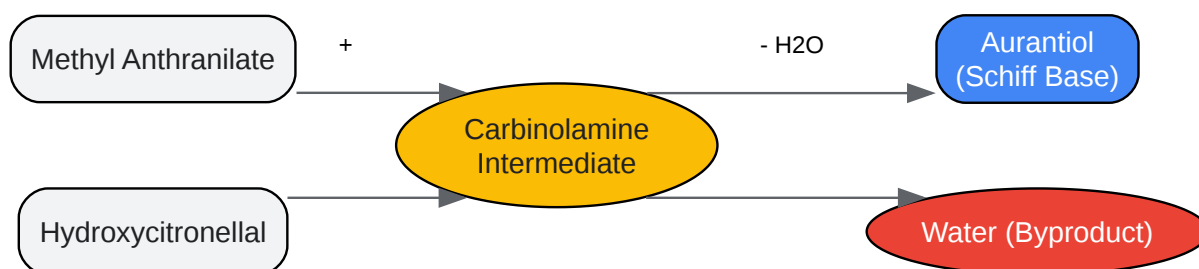 Methyl Anthranilate
+
- H2O
Aurantiol
(Schiff Base)
Carbinolamine
Intermediate
Hydroxycitronellal
Water (Byproduct)